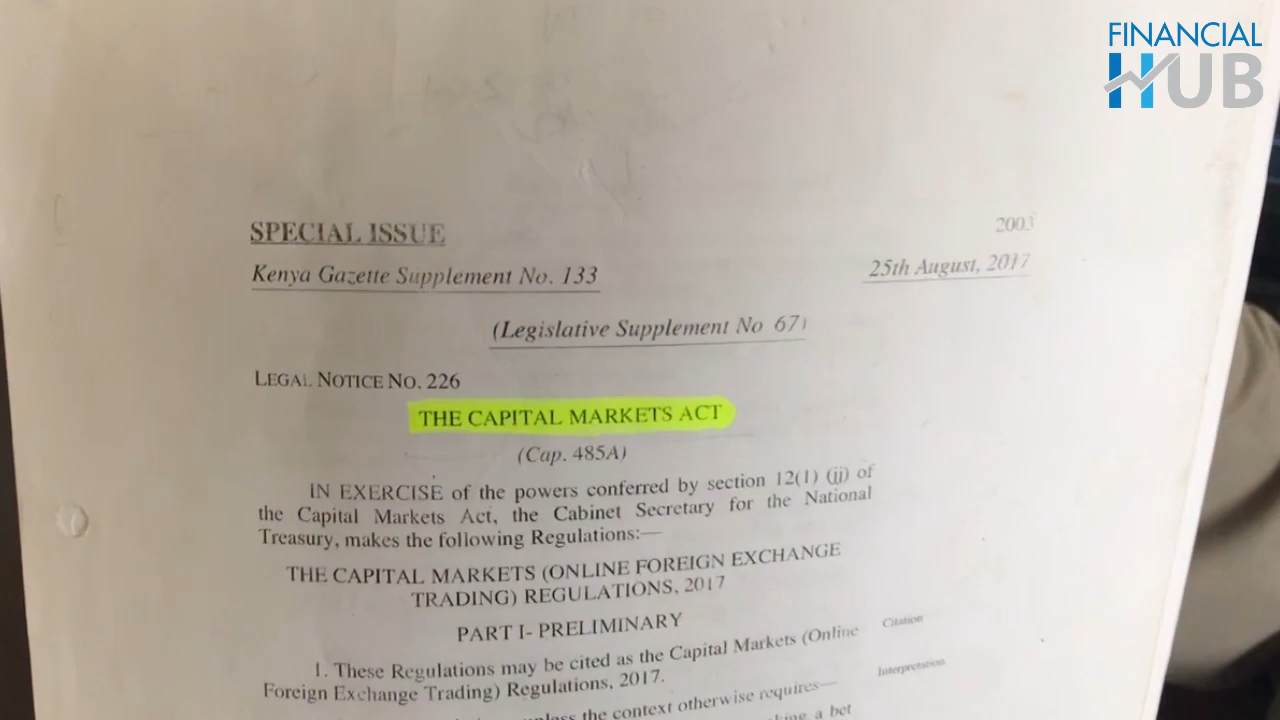 FINANCIAL
HUB
2003
SPECIAL ISSUE
Kenya Gazette Supplement No. 133
25th August, 2017
(Legislative Supplement No 67)
LEGAL NOTICE NO. 226
THE CAPITAL MARKETS ACT
(Cap. 485A)
IN EXERCISE of the powers conferred by section 12(1) (jj) of
the Capital Markets Act, the Cabinet Secretary for the National
Treasury, makes the following Regulations:—
THE CAPITAL MARKETS (ONLINE FOREIGN EXCHANGE
TRADING) REGULATIONS, 2017
PART I- PRELIMINARY
1. These Regulations may be cited as the Capital Markets (Online
Foreign Exchange Trading) Regulations, 2017.
Citation
Interpretation
the context otherwise requires—
a bet